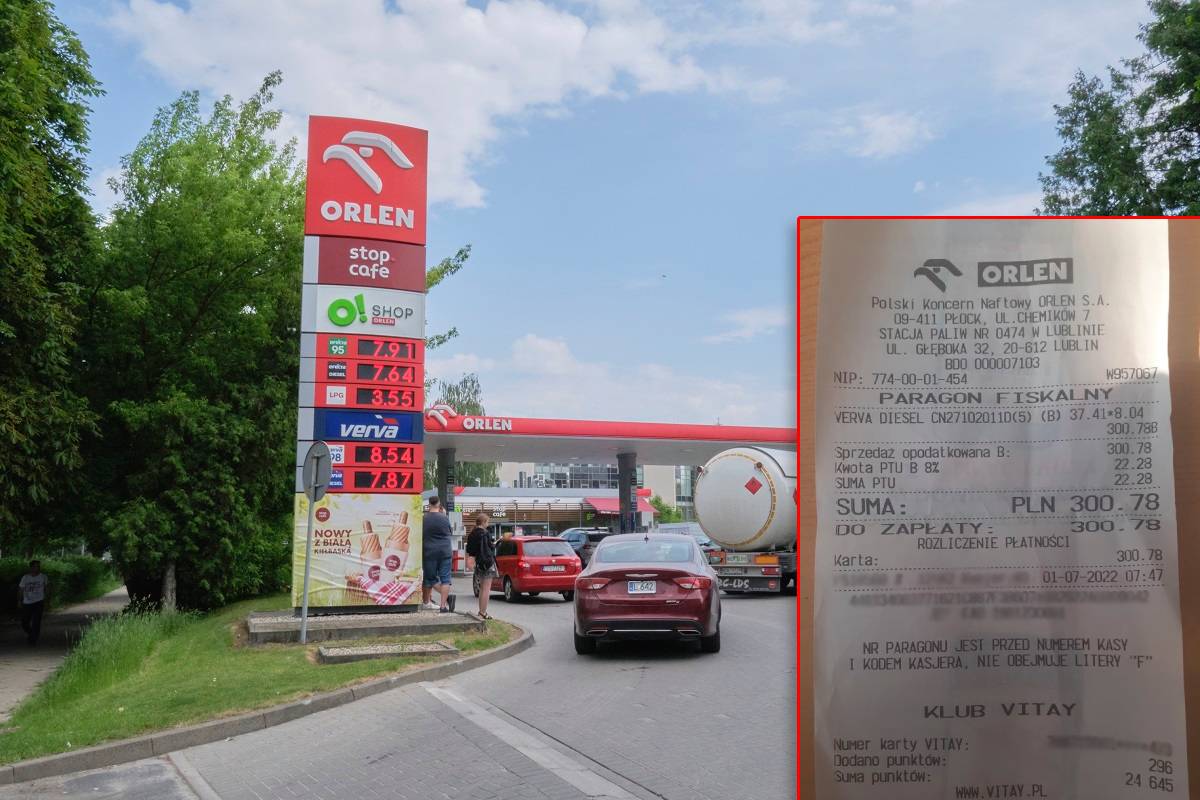 ORLEN
stop
cafe
O! SHOP
ORLEN
95 7.91
DIESEL 7.64
LPG 3.55
verva
98 8.54
7.87
NOWY
Z BIAŁĄ
KIEŁBASKĄ
ORLEN
stop
cafe
L 642
ORLEN
Polski Koncern Naftowy ORLEN S.A.
09-411 PŁOCK, UL.CHEMIKÓW 7
STACJA PALIW NR 0474 W LUBLINIE
UL. GŁĘBOKA 32, 20-612 LUBLIN
BDO 000007103
NIP: 774-00-01-454 W957067
PARAGON FISKALNY
VERVA DIESEL CN27102011D(5) (B) 37.41*8.04
300.78B
Sprzedaż opodatkowana B: 300.78
Kwota PTU B 8% 22.28
SUMA PTU 22.28
SUMA: PLN 300.78
DO ZAPŁATY: 300.78
ROZLICZENIE PŁATNOŚCI
Karta: 300.78
01-07-2022 07:47
NR PARAGONU JEST PRZED NUMEREM KASY
I KODEM KASJERA, NIE OBEJMUJE LITERY "F"
KLUB VITAY
Numer karty VITAY:
Dodano punktów: 296
Suma punktów: 24 645
WWW.VITAY.PL